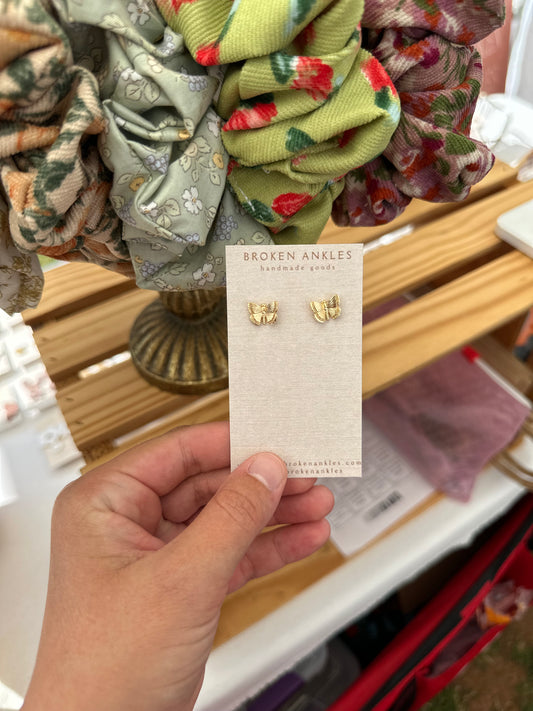 BROKEN ANKLES
handmade goods
brokenankles.com
brokenankles